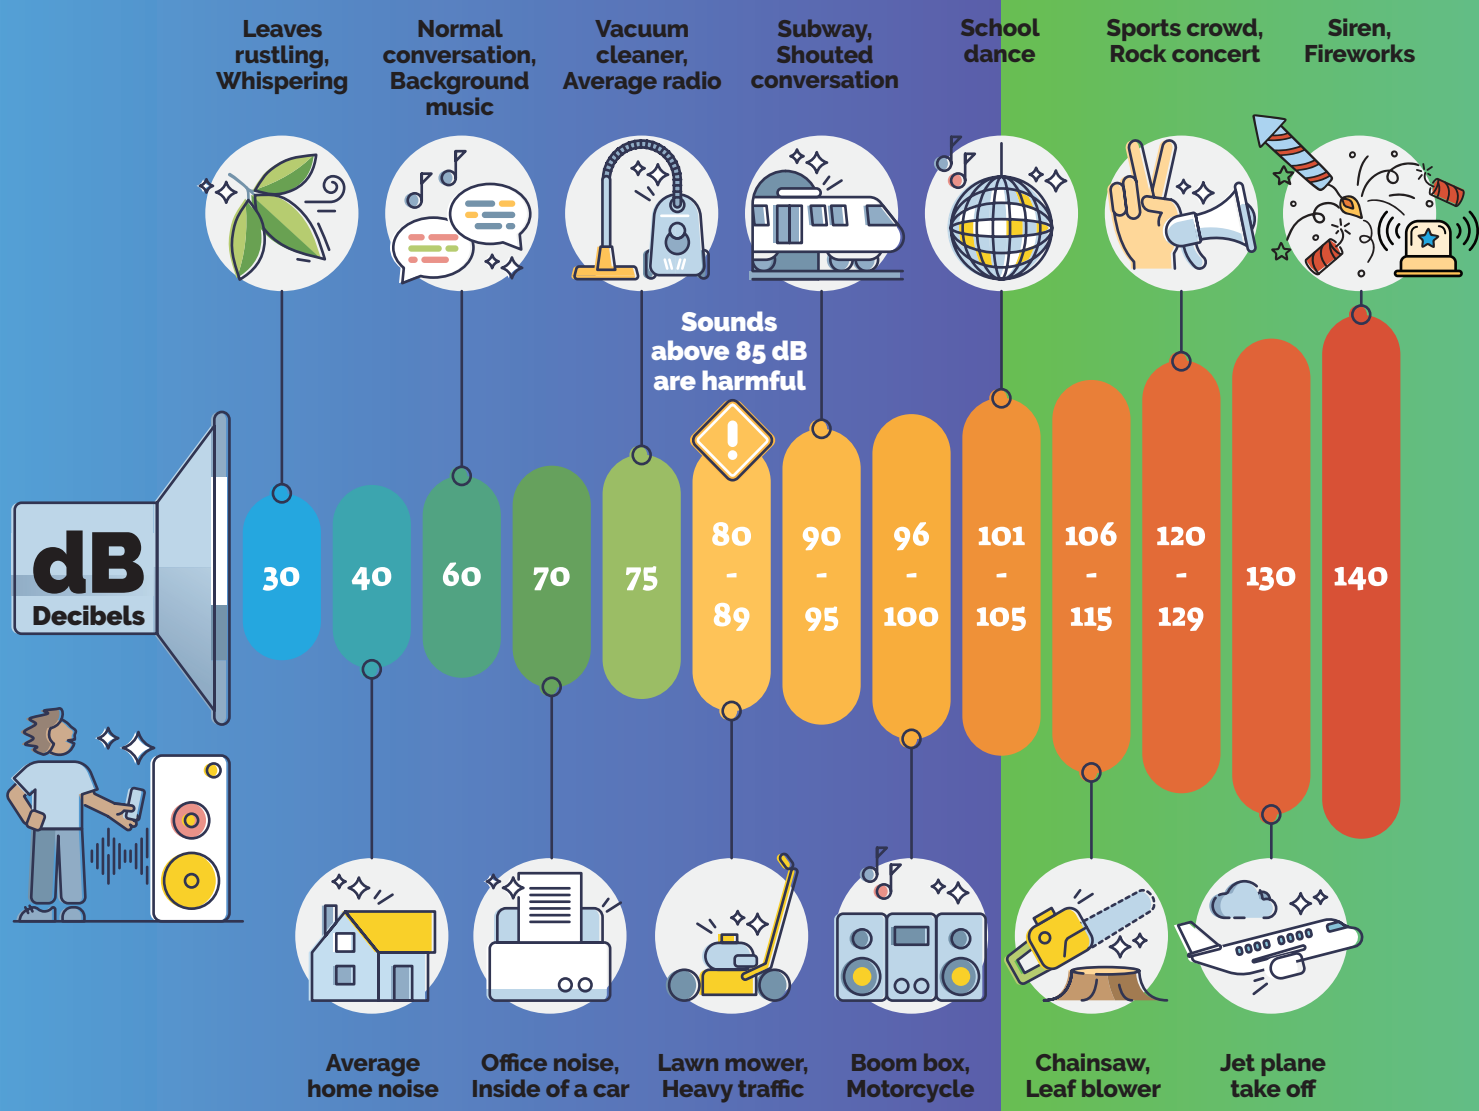 Leaves
rustling,
Whispering
Normal
conversation,
Background
music
Vacuum
cleaner,
Average radio
Subway,
Shouted
conversation
School
dance
Sports crowd,
Rock concert
Siren,
Fireworks
Sounds
above 85 dB
are harmful
!
dB
Decibels
30
40
60
70
75
80
-
89
90
-
95
96
-
100
101
-
105
106
-
115
120
-
129
130
140
Average
home noise
Office noise,
Inside of a car
Lawn mower,
Heavy traffic
Boom box,
Motorcycle
Chainsaw,
Leaf blower
Jet plane
take off